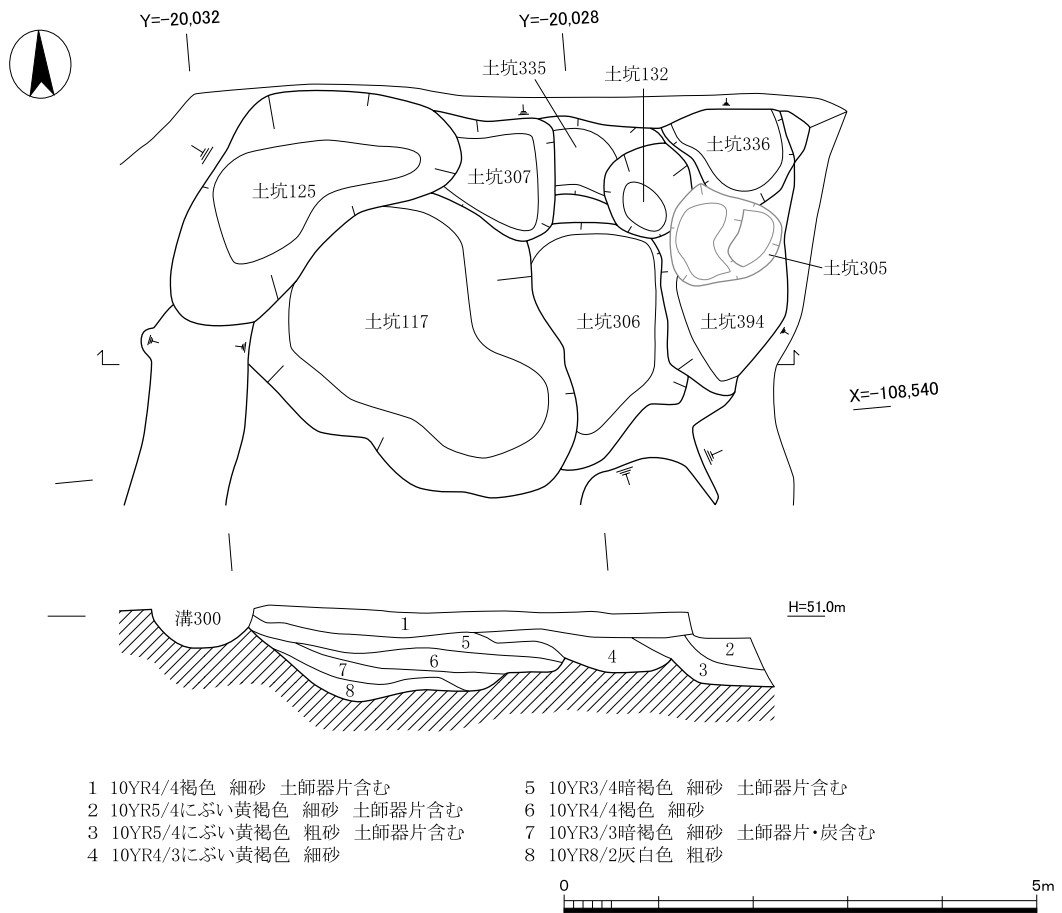 Y=-20,032
Y=-20,028
土坑335
土坑132
土坑336
土坑307
土坑125
土坑305
土坑117
土坑306
土坑394
X=-108,540
溝300
H=51.0m
1
2
3
4
5
6
7
8
1 10YR4/4褐色 細砂 土師器片含む
2 10YR5/4にぶい黄褐色 細砂 土師器片含む
3 10YR5/4にぶい黄褐色 粗砂 土師器片含む
4 10YR4/3にぶい黄褐色 細砂
5 10YR3/4暗褐色 細砂 土師器片含む
6 10YR4/4褐色 細砂
7 10YR3/3暗褐色 細砂 土師器片・炭含む
8 10YR8/2灰白色 粗砂
0
5m